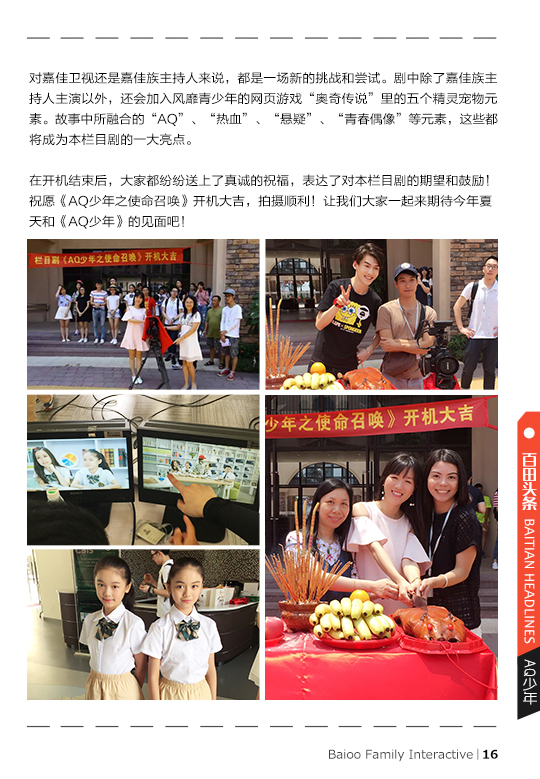 对嘉佳卫视还是嘉佳族主持人来说，都是一场新的挑战和尝试。剧中除了嘉佳族主
持人主演以外，还会加入风靡青少年的网页游戏“奥奇传说”里的五个精灵宠物元
素。故事中所融合的“AQ”、“热血”、“悬疑”、“青春偶像”等元素，这些都
将成为本栏目剧的一大亮点。
在开机结束后，大家都纷纷送上了真诚的祝福，表达了对本栏目剧的期望和鼓励！
祝愿《AQ少年之使命召唤》开机大吉，拍摄顺利！让我们大家一起来期待今年夏
天和《AQ少年》的见面吧！
栏目剧《AQ少年之使命召唤》开机大吉
少年之使命召唤》开机大吉
百田头条 BAITIAN HEADLINES
AQ少年
Baioo Family Interactive | 16